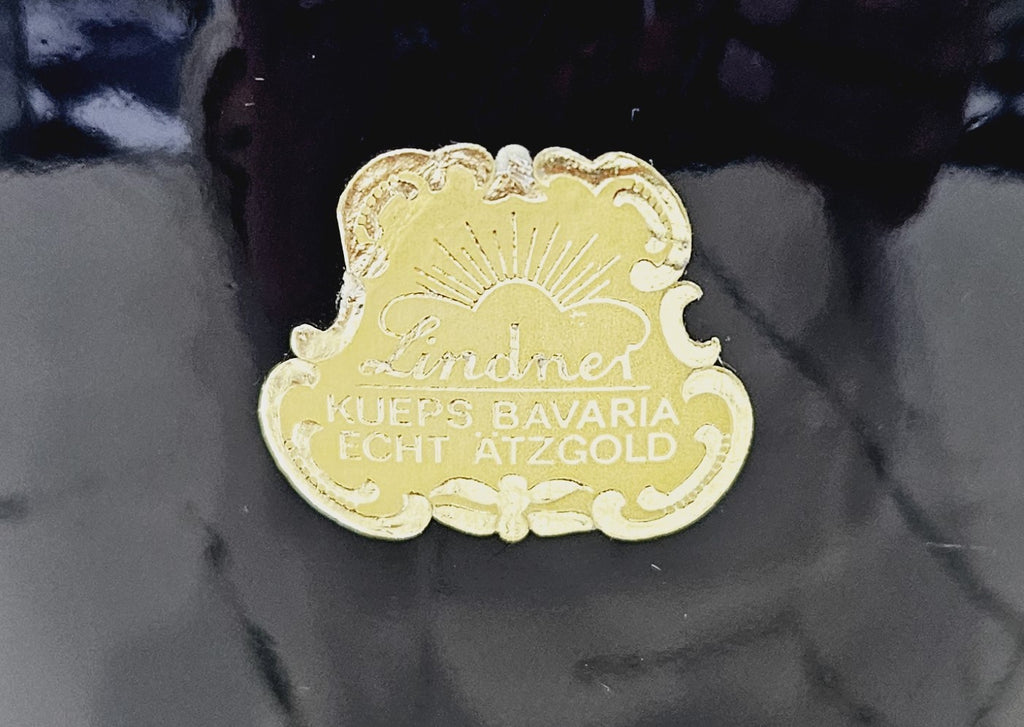 Lindner
KUEPS BAVARIA
ECHT ÄTZGOLD